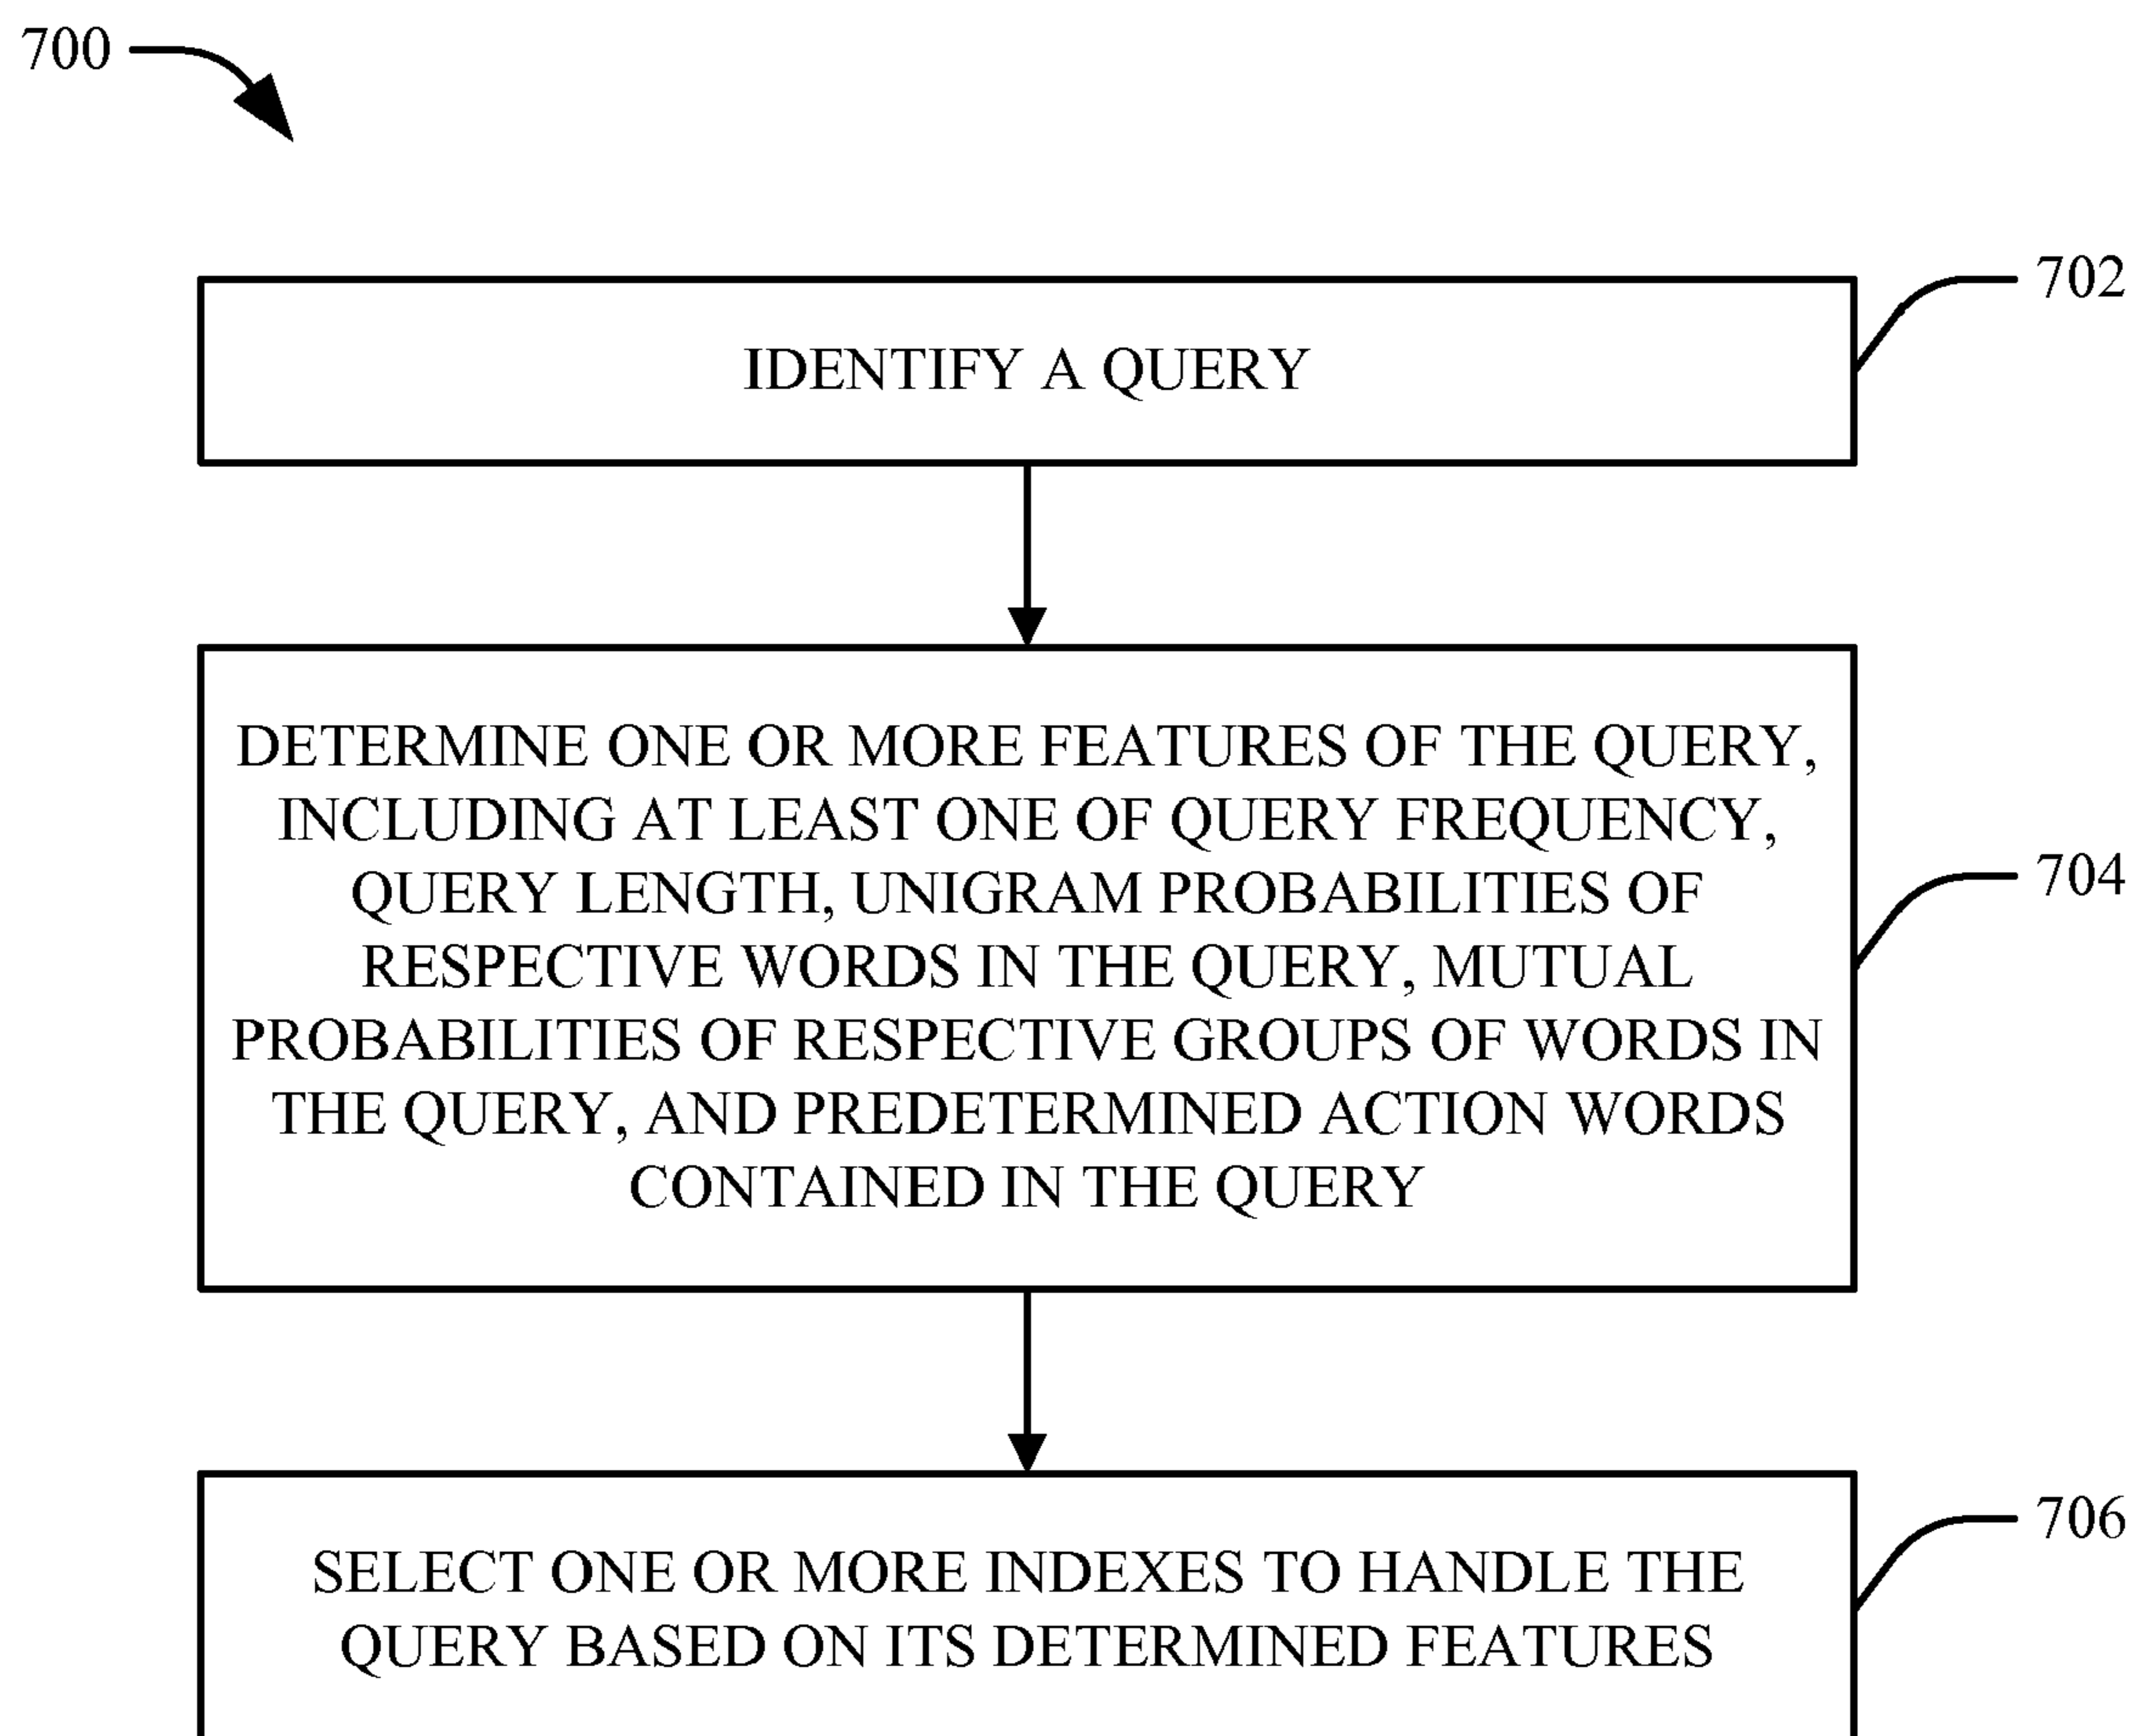 700
702
IDENTIFY A QUERY
DETERMINE ONE OR MORE FEATURES OF THE QUERY,
INCLUDING AT LEAST ONE OF QUERY FREQUENCY,
QUERY LENGTH, UNIGRAM PROBABILITIES OF
704
RESPECTIVE WORDS IN THE QUERY, MUTUAL
PROBABILITIES OF RESPECTIVE GROUPS OF WORDS IN
THE QUERY, AND PREDETERMINED ACTION WORDS
CONTAINED IN THE QUERY
706
SELECT ONE OR MORE INDEXES TO HANDLE THE
QUERY BASED ON ITS DETERMINED FEATURES